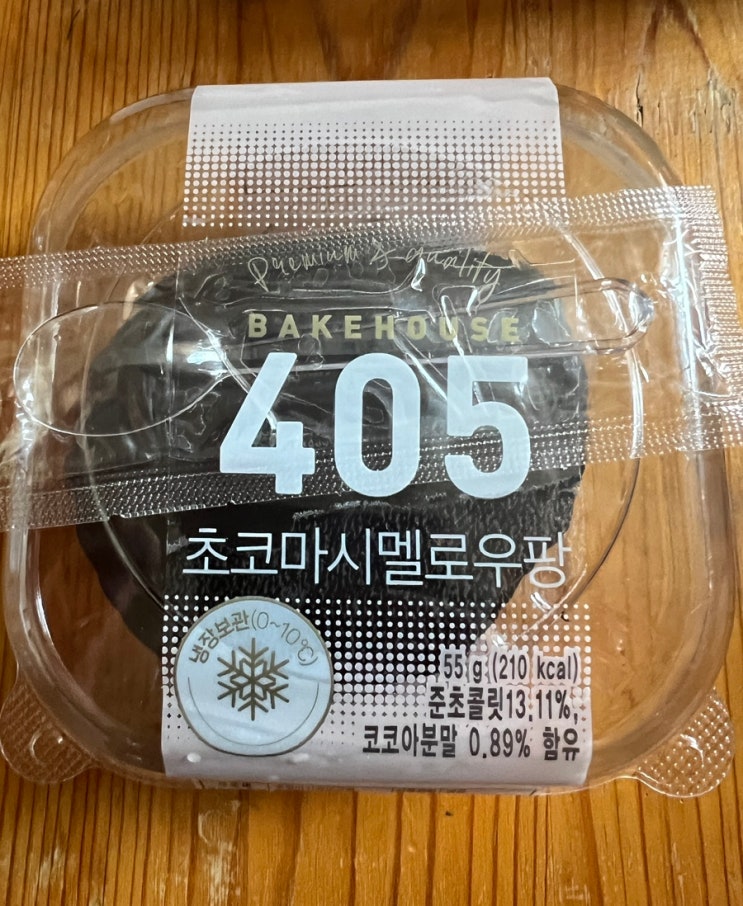 Premium & quality
BAKEHOUSE
405
초코마시멜로우팡
냉장보관(0~10℃)
55 g (210 kcal)
준초콜릿13.11%,
코코아분말 0.89% 함유